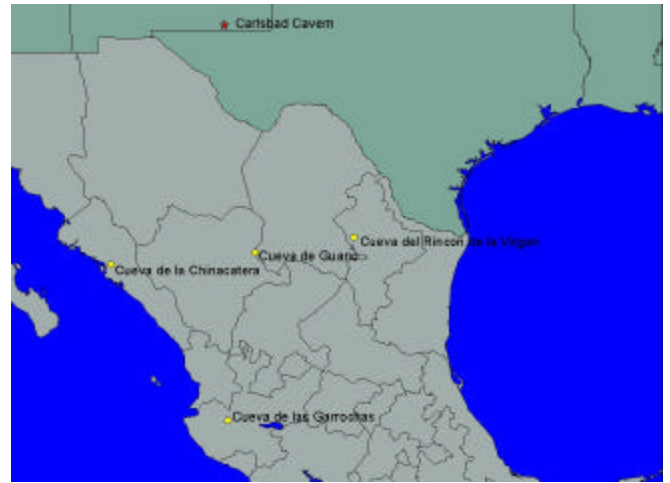 Carlsbad Cavern
Cueva del Rincon de la Virgen
Cueva de Guano
Cueva de la Chinacatera
Cueva de las Garrochas